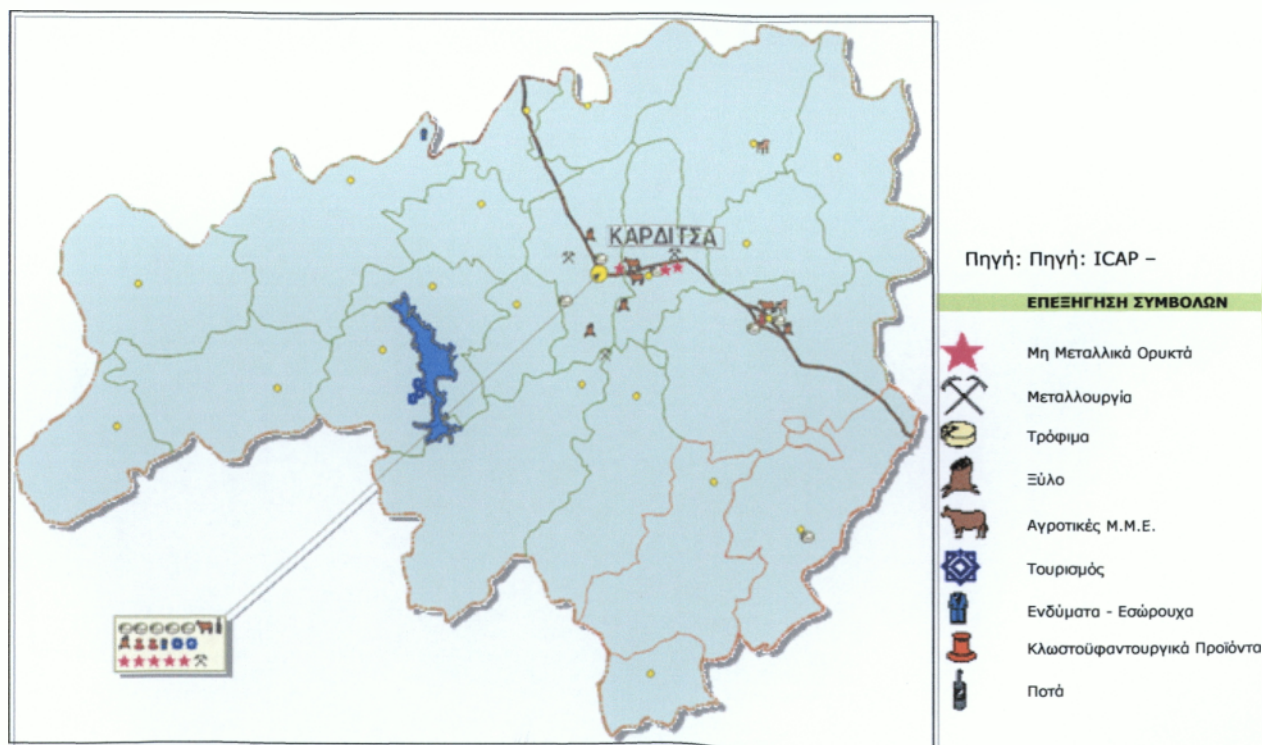 ΚΑΡΔΙΤΣΑ
Πηγή: Πηγή: ICAP –
ΕΠΕΞΗΓΗΣΗ ΣΥΜΒΟΛΩΝ
Μη Μεταλλικά Ορυκτά
Μεταλλουργία
Τρόφιμα
Ξύλο
Αγροτικές Μ.Μ.Ε.
Τουρισμός
Ενδύματα - Εσώρουχα
Κλωστοϋφαντουργικά Προϊόντα
Ποτά